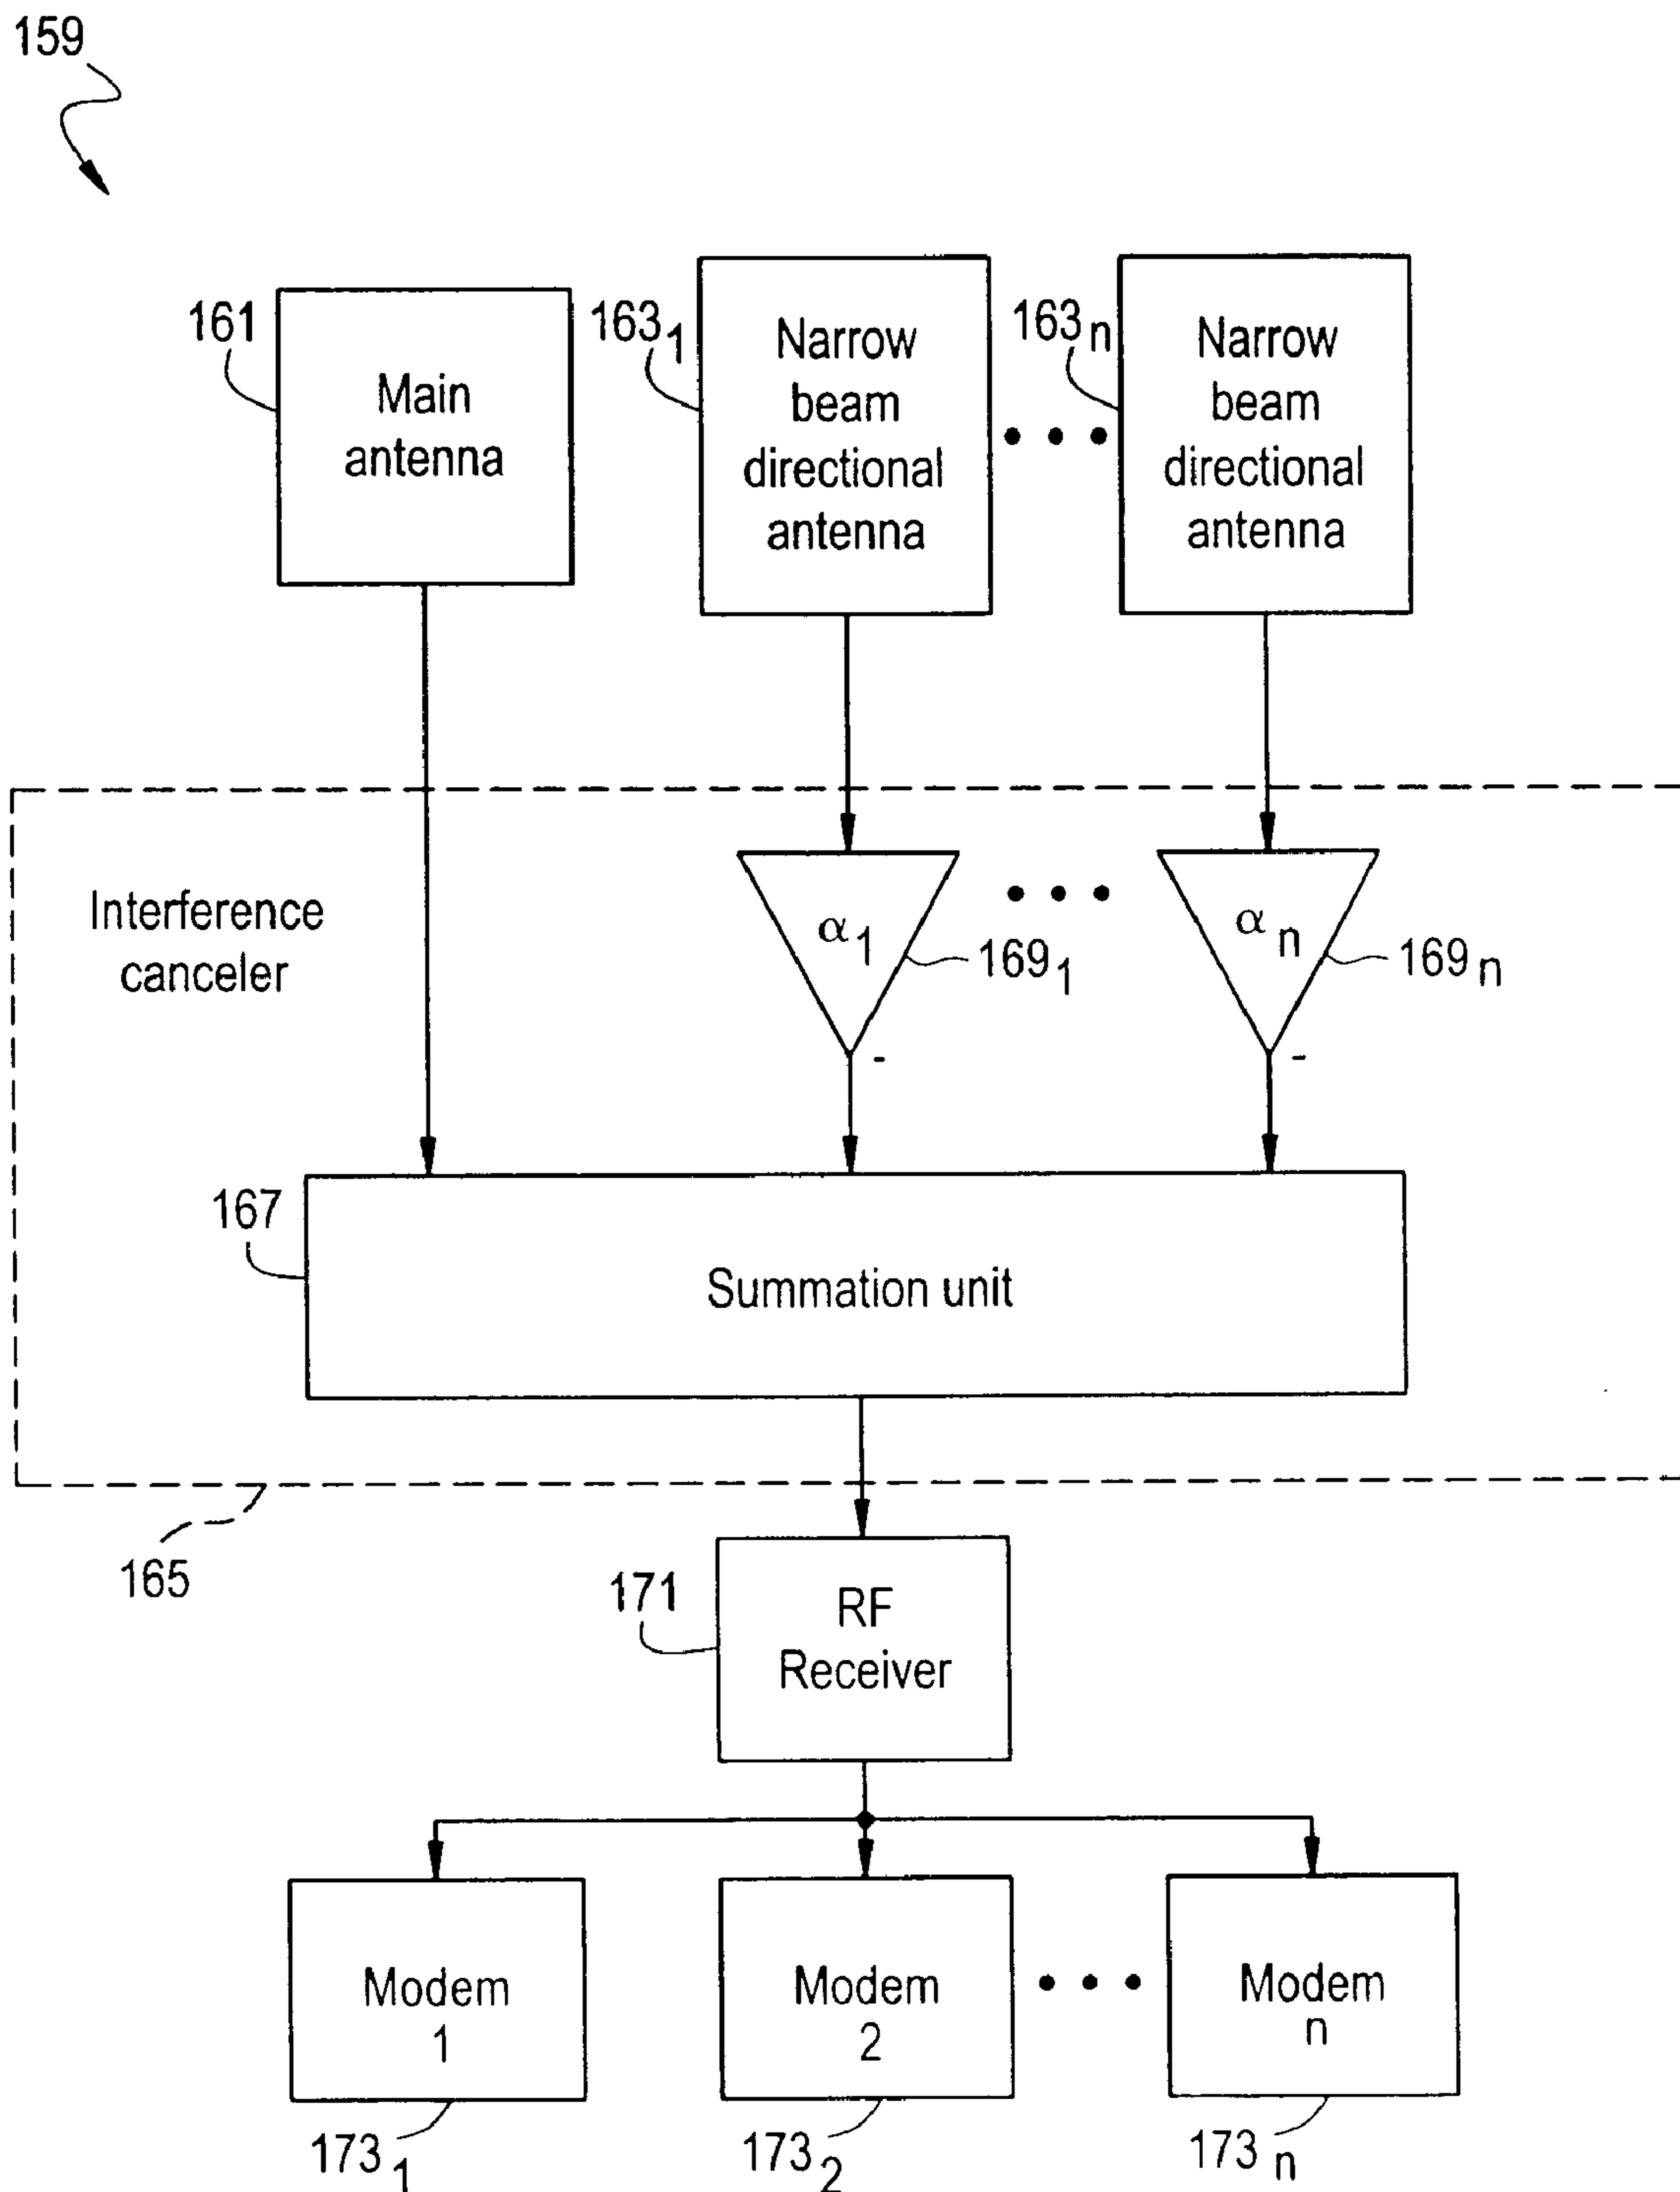 159
161
Main
antenna
163₁
Narrow
beam
directional
antenna
163ₙ
Narrow
beam
directional
antenna
Interference
canceler
α₁
169₁
αₙ
169ₙ
-
-
167
Summation unit
165
171
RF
Receiver
Modem
1
Modem
2
Modem
n
173₁
173₂
173ₙ